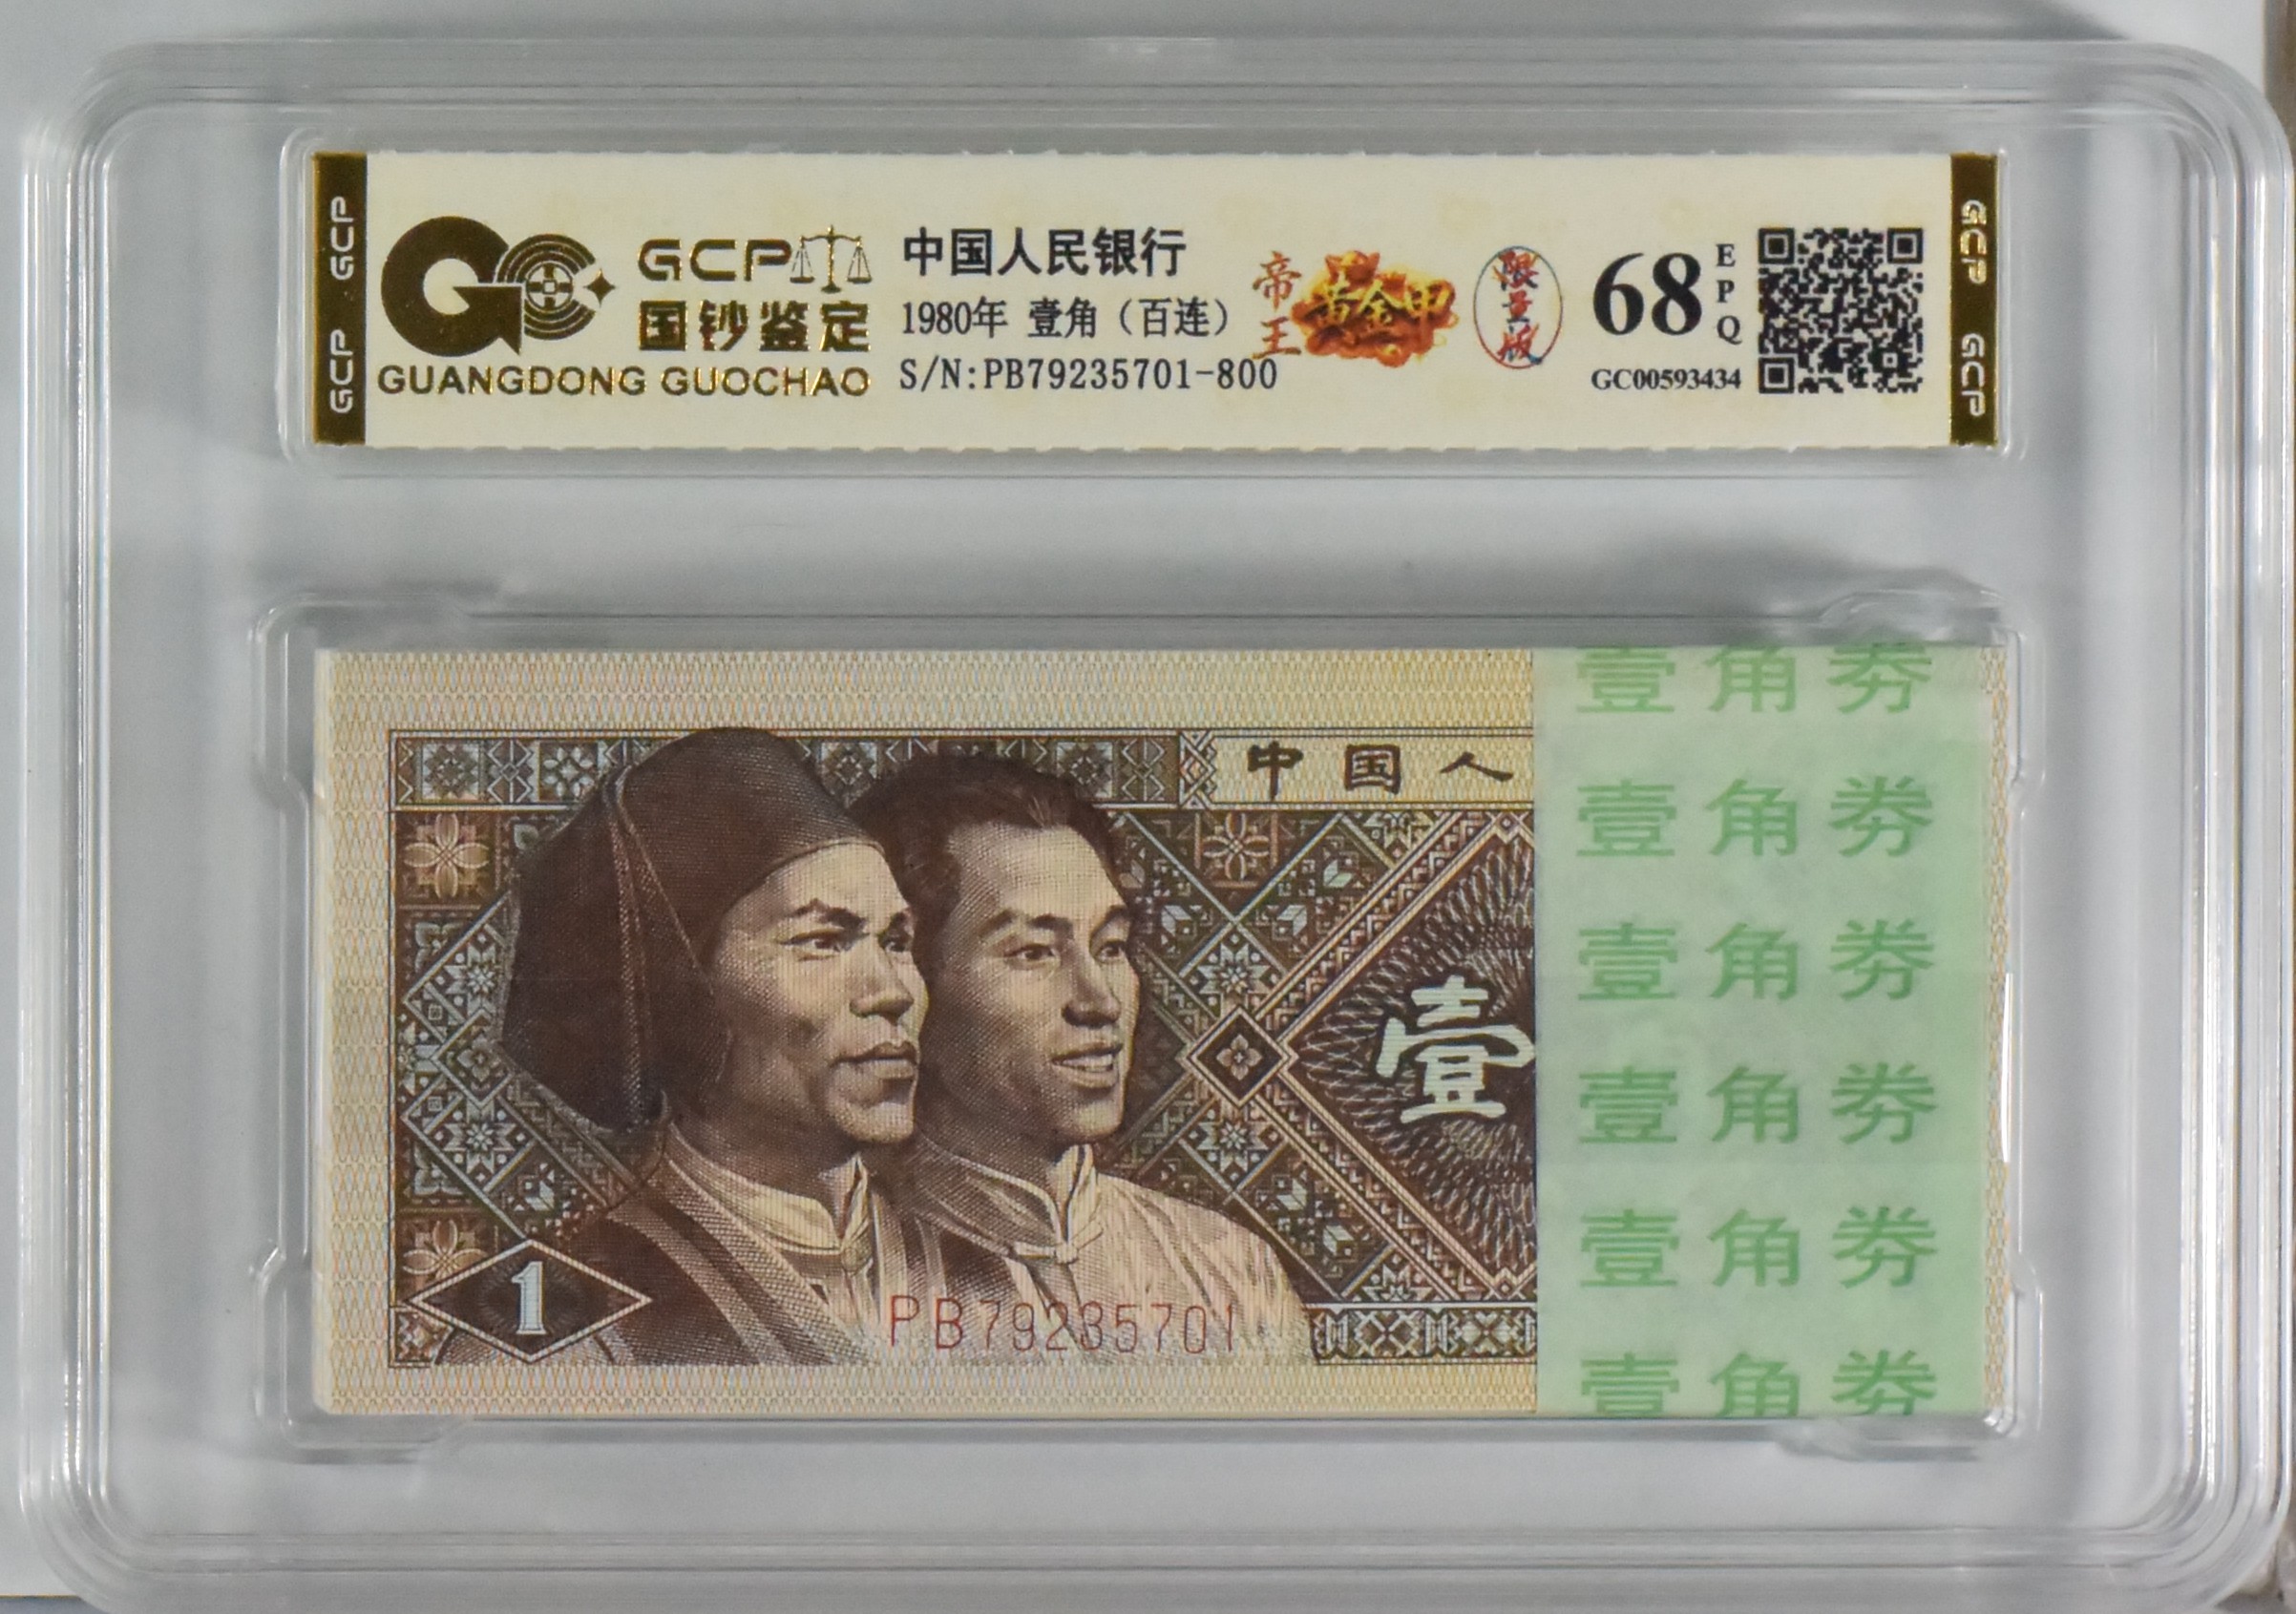 GCP GCP
GCP
国钞鉴定
GUANGDONG GUOCHAO
中国人民银行
1980年 壹角（百连）
S/N:PB79235701-800
帝王
黄金甲
限量版
68
EPQ
GC00593434
GCP GCP
中国人
壹
1
PB79235701
壹角券
壹角券
壹角券
壹角券
壹角券
壹角券